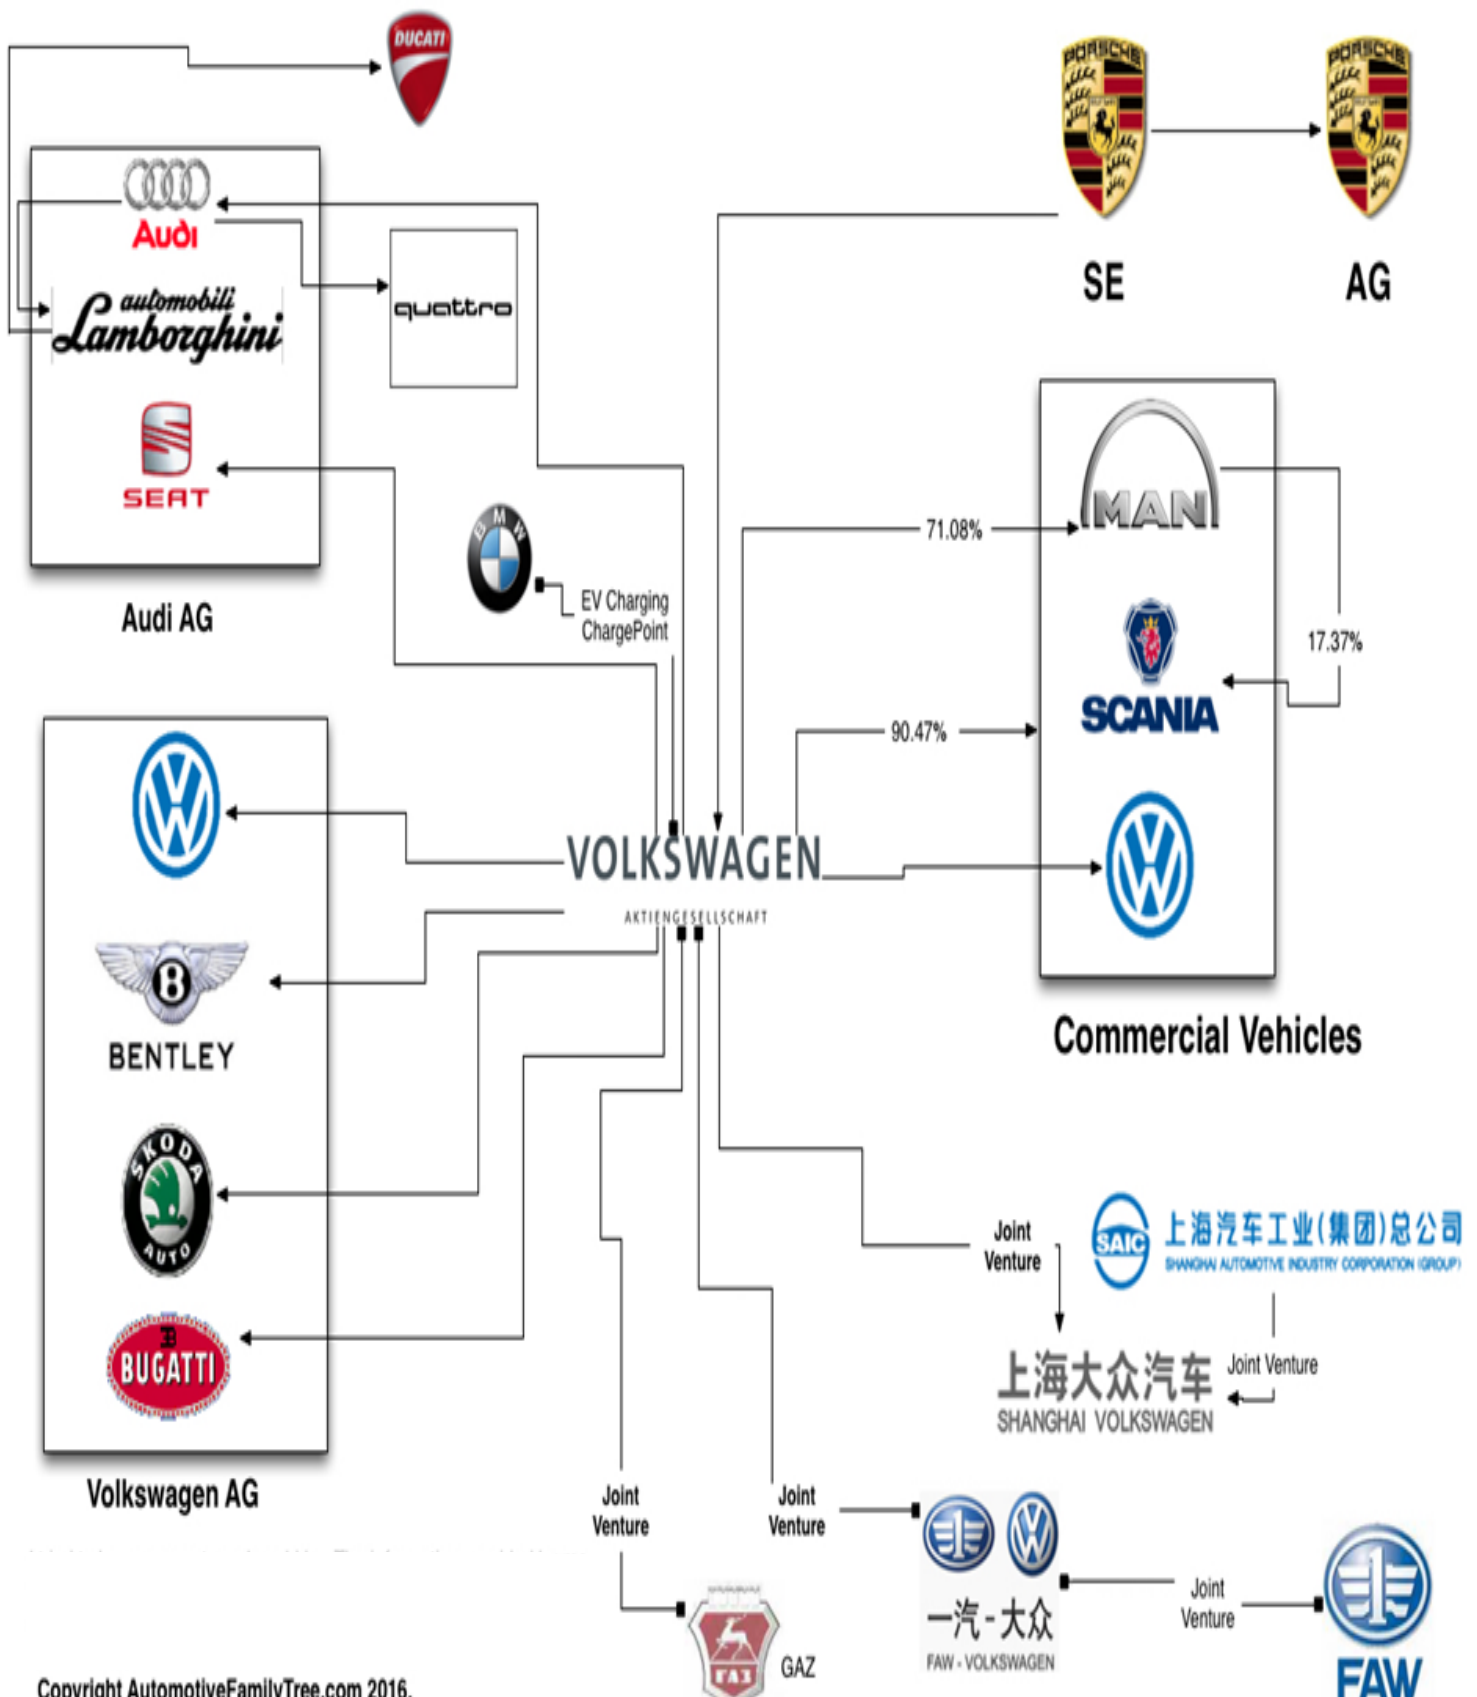 DUCATI
PORSCHE
PORSCHE
SE
AG
Audi
automobili
Lamborghini
quattro
SEAT
Audi AG
BMW
EV Charging
ChargePoint
MAN
71.08%
17.37%
SCANIA
90.47%
Commercial Vehicles
VOLKSWAGEN
AKTIENGESELLSCHAFT
B
BENTLEY
SKODA
AUTO
BUGATTI
Volkswagen AG
Joint
Venture
SAIC
上海汽车工业(集团)总公司
SHANGHAI AUTOMOTIVE INDUSTRY CORPORATION (GROUP)
上海大众汽车
SHANGHAI VOLKSWAGEN
Joint Venture
Joint
Venture
Joint
Venture
一汽-大众
FAW - VOLKSWAGEN
Joint
Venture
1
FAW
ГАЗ
GAZ
Copyright AutomotiveFamilyTree.com 2016.